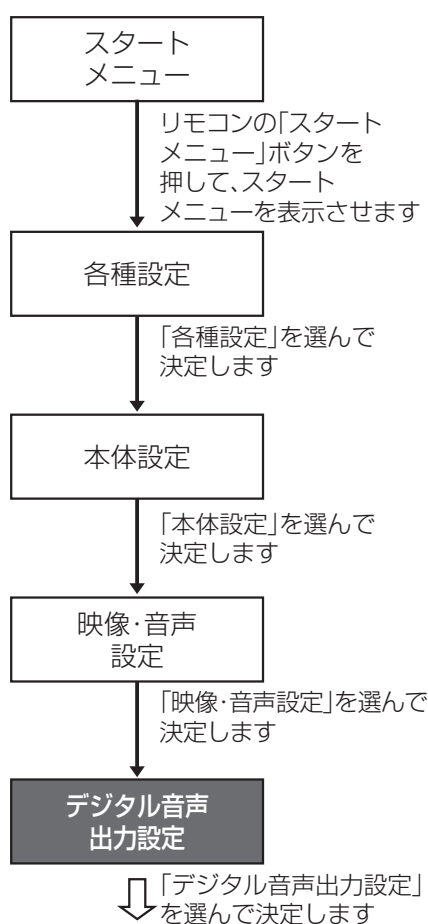 スタート
メニュー
リモコンの「スタート
メニュー」ボタンを
押して、スタート
メニューを表示させます
各種設定
「各種設定」を選んで
決定します
本体設定
「本体設定」を選んで
決定します
映像・音声
設定
「映像・音声設定」を選んで
決定します
デジタル音声
出力設定
「デジタル音声出力設定」
を選んで決定します